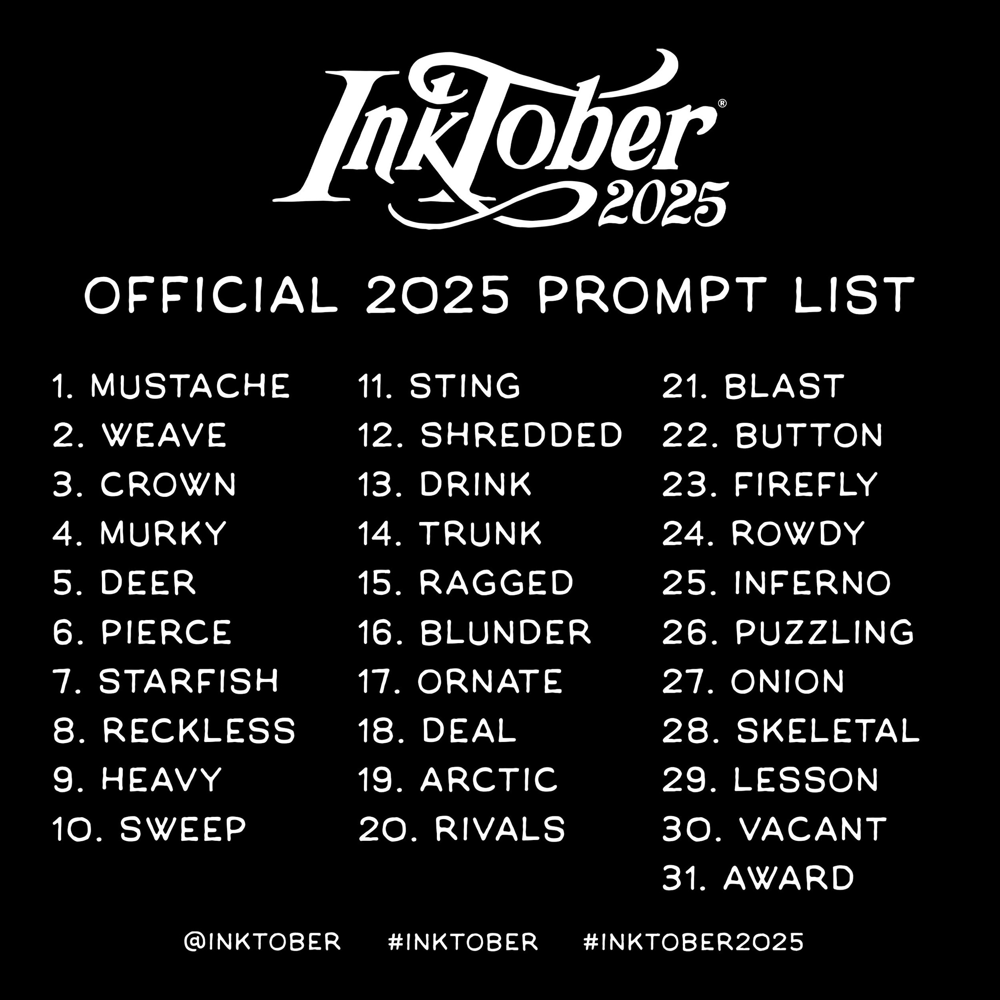 InkTober®
2025
OFFICIAL 2025 PROMPT LIST
1. MUSTACHE
2. WEAVE
3. CROWN
4. MURKY
5. DEER
6. PIERCE
7. STARFISH
8. RECKLESS
9. HEAVY
10. SWEEP
11. STING
12. SHREDDED
13. DRINK
14. TRUNK
15. RAGGED
16. BLUNDER
17. ORNATE
18. DEAL
19. ARCTIC
20. RIVALS
21. BLAST
22. BUTTON
23. FIREFLY
24. ROWDY
25. INFERNO
26. PUZZLING
27. ONION
28. SKELETAL
29. LESSON
30. VACANT
31. AWARD
@INKTOBER #INKTOBER #INKTOBER2025